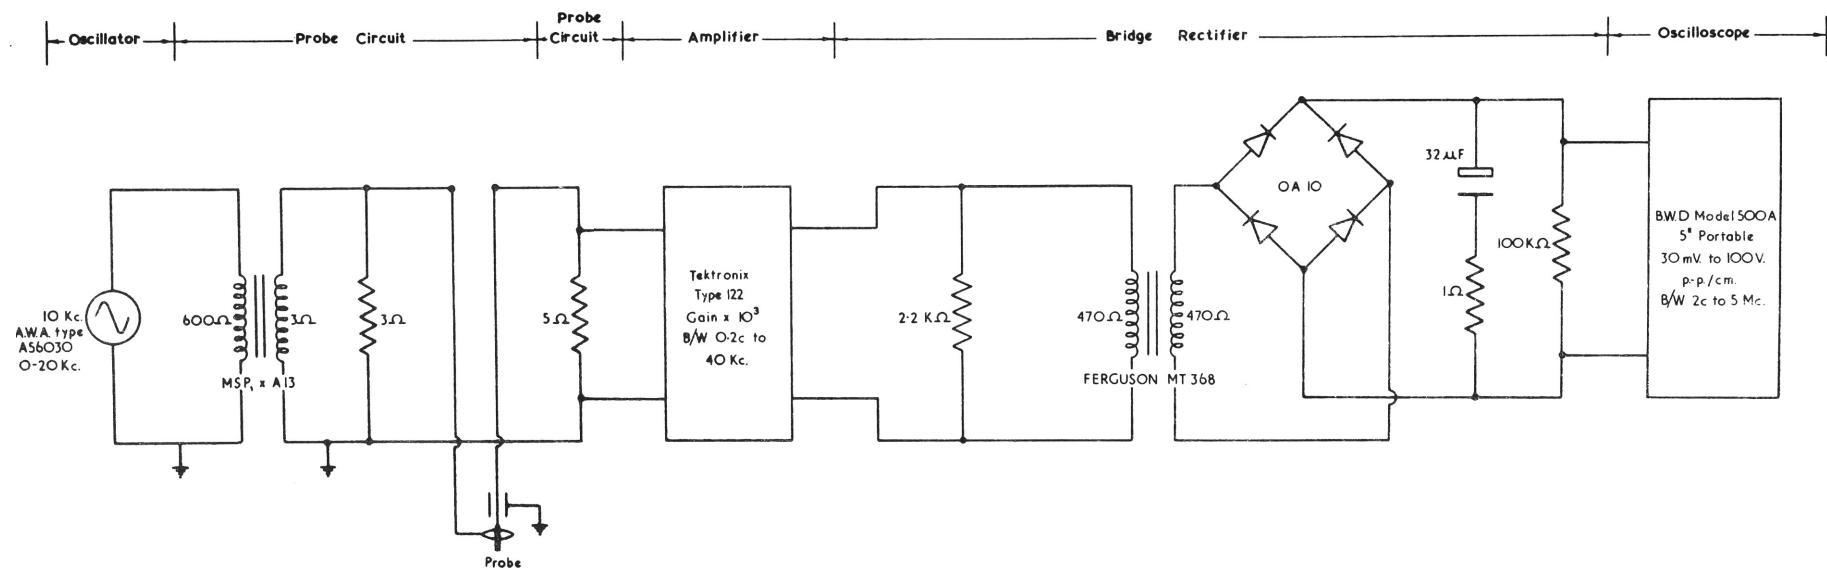 Oscillator
Probe Circuit
Probe
Circuit
Amplifier
Bridge Rectifier
Oscilloscope
10 Kc.
A.W.A. type
A56030
0-20 Kc.
600Ω
3Ω
MSP, x A13
3Ω
Probe
5Ω
Tektronix
Type 122
Gain x 10³
B/W 0.2c to
40 Kc.
2.2 KΩ
470Ω
470Ω
FERGUSON MT 368
OA 10
32 µF
1Ω
100KΩ
B.W.D Model 500A
5" Portable
30 mV. to 100 V.
p.-p./cm.
B/W 2c to 5 Mc.